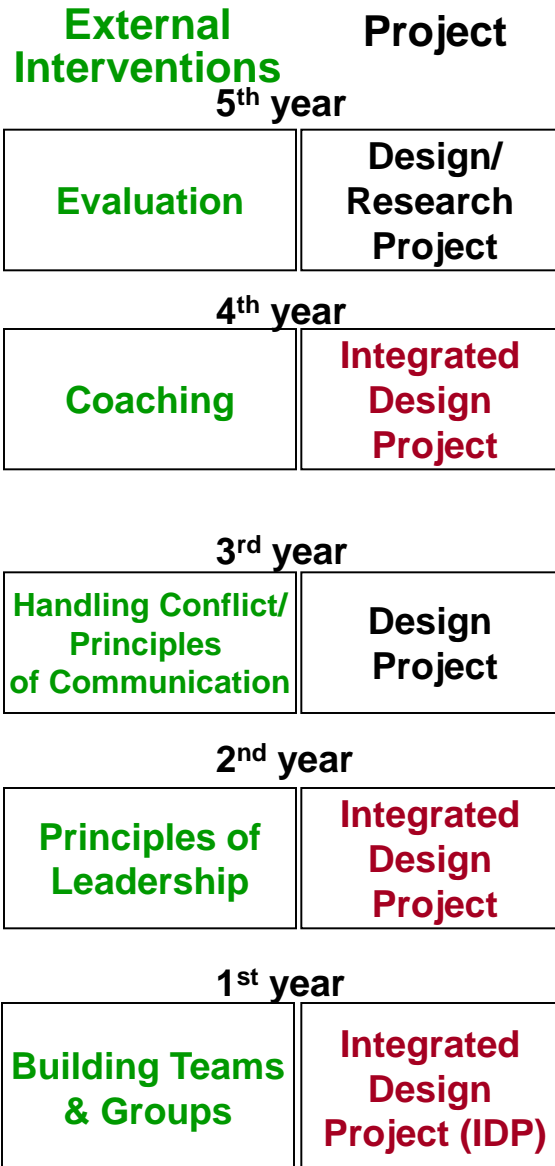 External
Interventions
Project
5th year
Evaluation
Design/
Research
Project
4th year
Coaching
Integrated
Design
Project
3rd year
Handling Conflict/
Principles
of Communication
Design
Project
2nd year
Principles of
Leadership
Integrated
Design
Project
1st year
Building Teams
& Groups
Integrated
Design
Project (IDP)